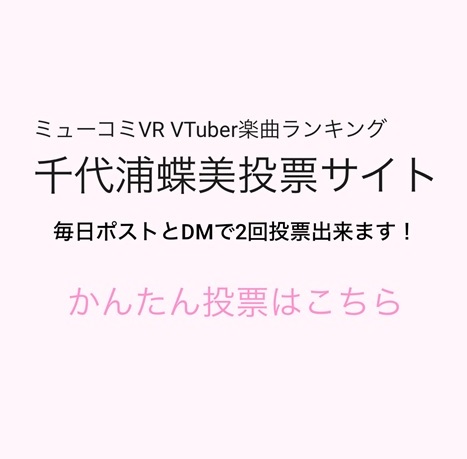 ミューコミVR VTuber楽曲ランキング
千代浦蝶美投票サイト
毎日ポストとDMで2回投票出来ます！
かんたん投票はこちら